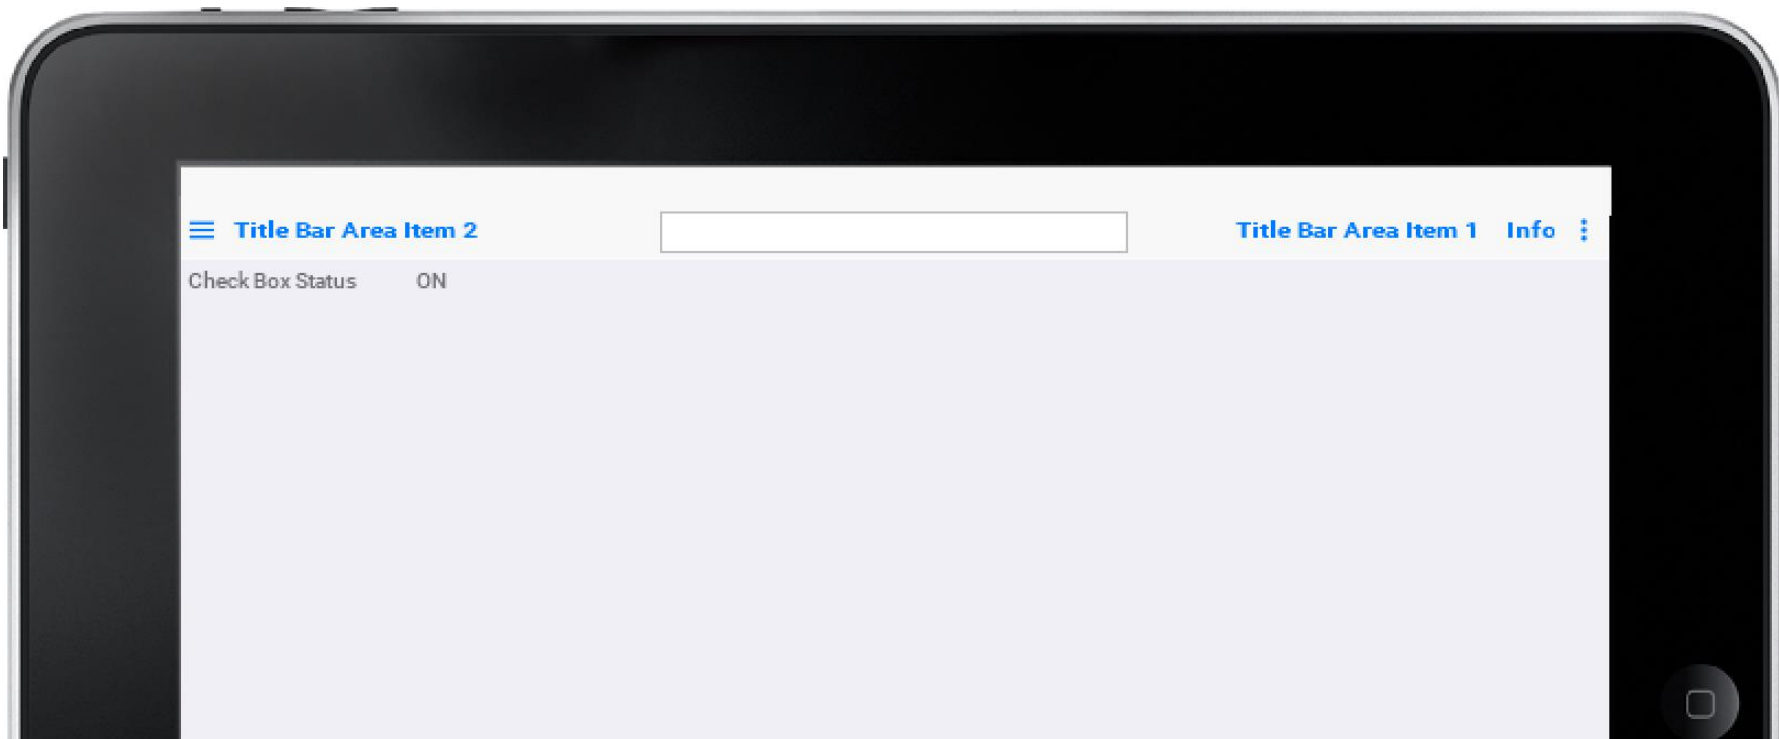 Title Bar Area Item 2 Title Bar Area Item 1 Info
Check Box Status ON